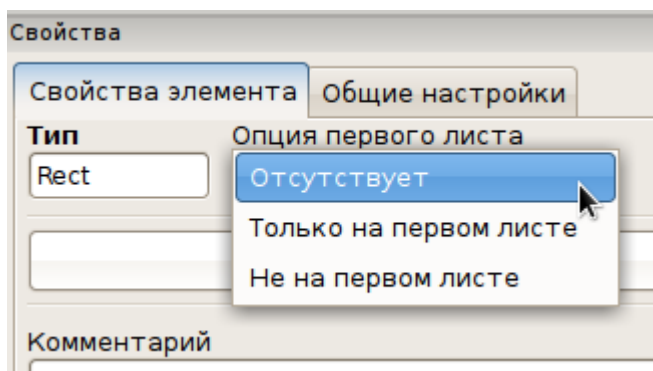 Свойства
Свойства элемента Общие настройки
Тип Опция первого листа
Rect Отсутствует
Только на первом листе
Не на первом листе
Комментарий